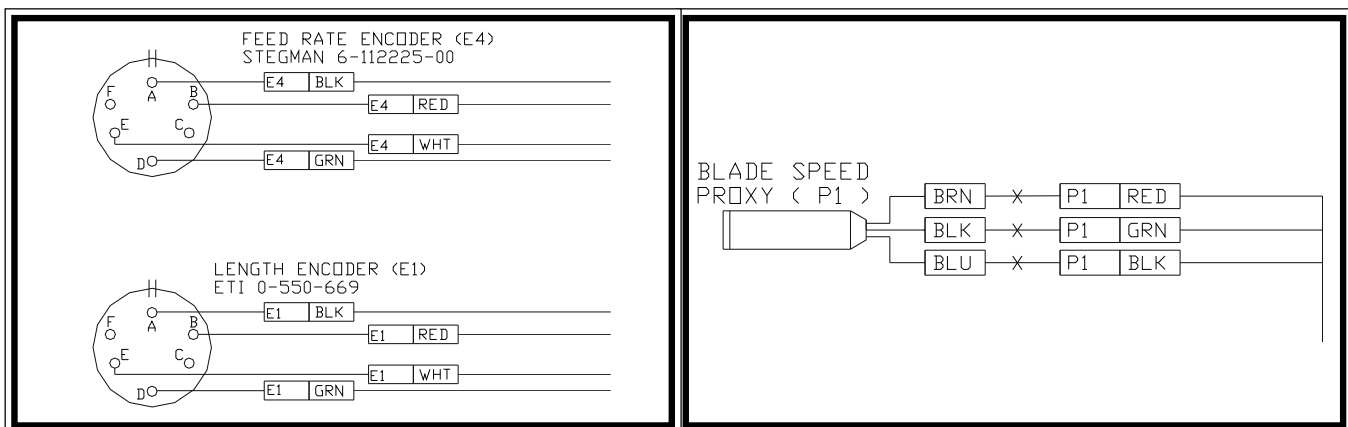 FEED RATE ENCODER (E4)
STEGMAN 6-112225-00
A
B
C
D
E
F
E4 BLK
E4 RED
E4 WHT
E4 GRN
LENGTH ENCODER (E1)
ETI 0-550-669
A
B
C
D
E
F
E1 BLK
E1 RED
E1 WHT
E1 GRN
BLADE SPEED
PROXY ( P1 )
BRN X P1 RED
BLK X P1 GRN
BLU X P1 BLK